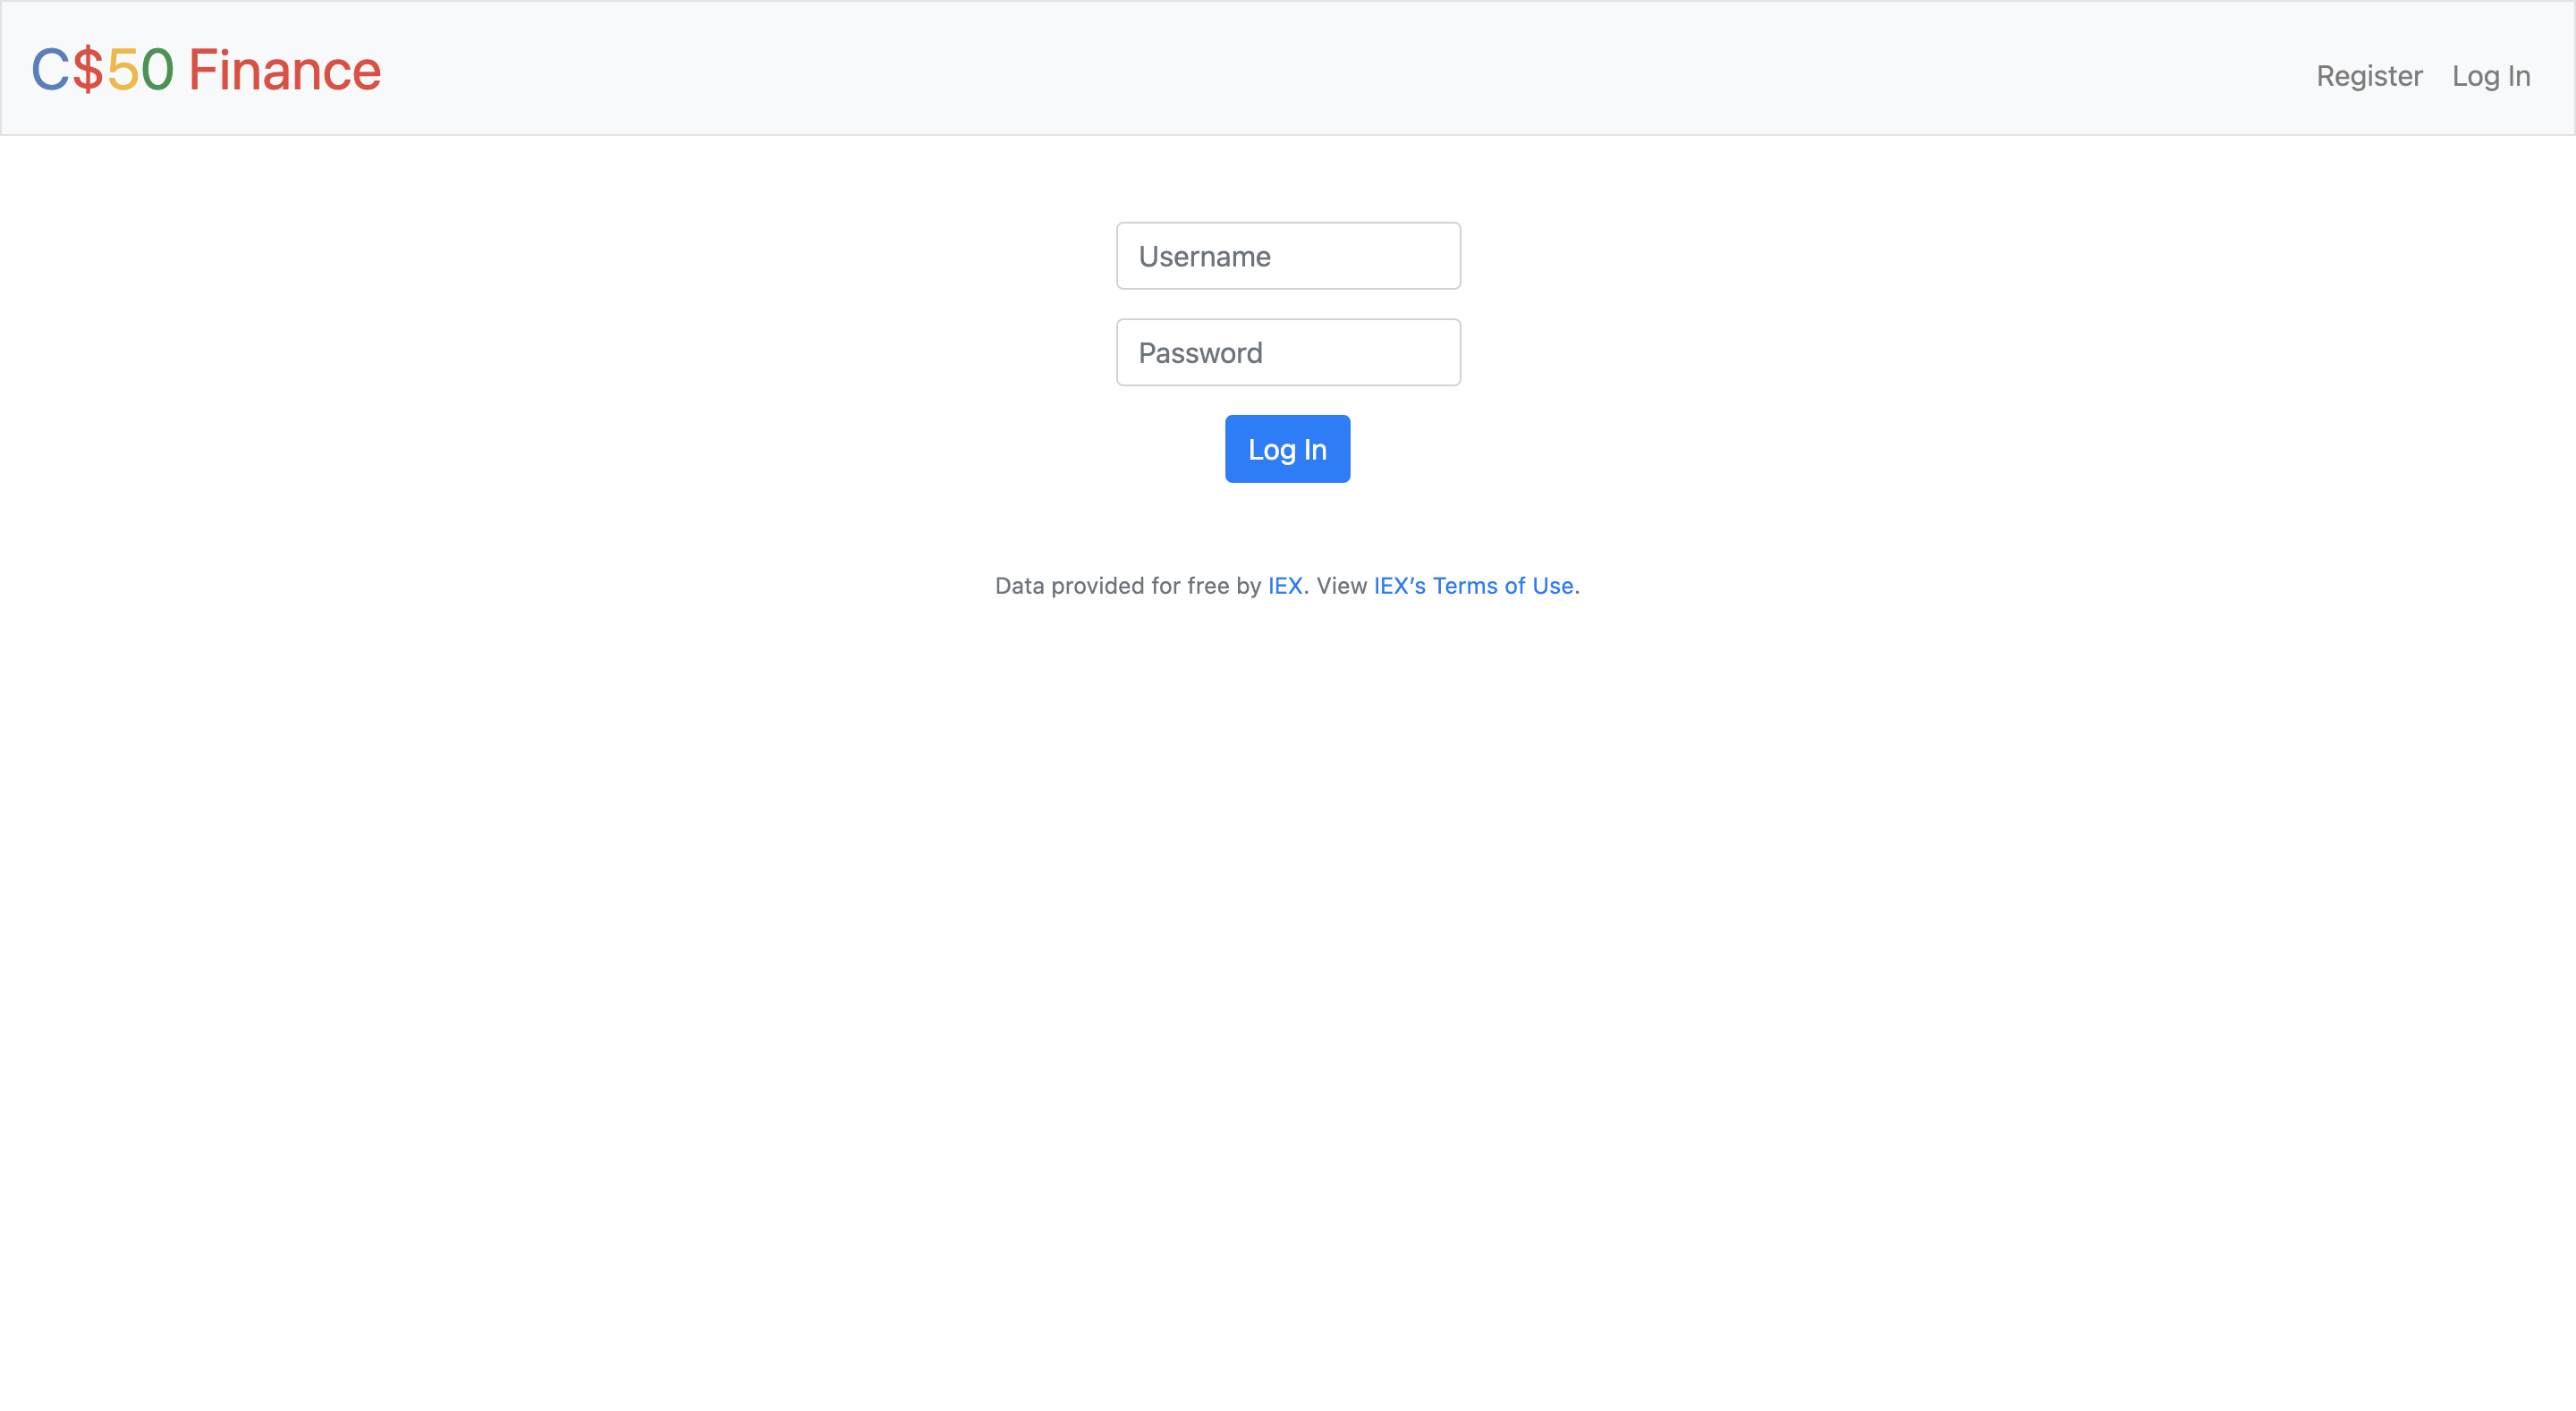 C$50 Finance
Register
Log In
Username
Password
Log In
Data provided for free by IEX. View IEX’s Terms of Use.